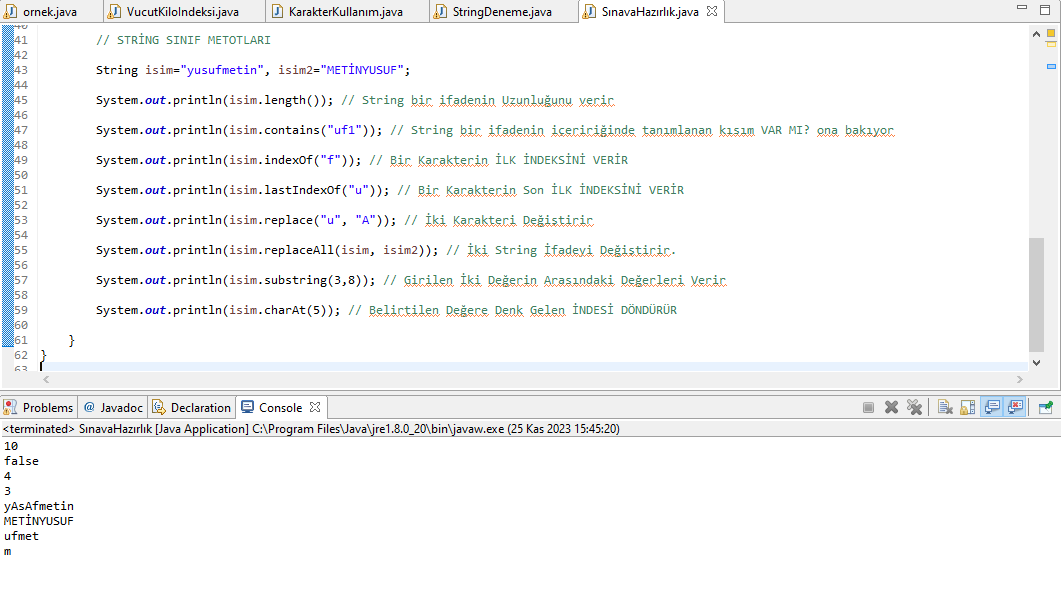 ornek.java VucutKiloIndeksi.java KarakterKullanım.java StringDeneme.java SınavaHazırlık.java
40
41 // STRİNG SINIF METOTLARI
42
43 String isim="yusufmetin", isim2="METİNYUSUF";
44
45 System.out.println(isim.length()); // String bir ifadenin Uzunluğunu verir
46
47 System.out.println(isim.contains("uf1")); // String bir ifadenin içeririğinde tanımlanan kısım VAR MI? ona bakıyor
48
49 System.out.println(isim.indexOf("f")); // Bir Karakterin İLK İNDEKSİNİ VERİR
50
51 System.out.println(isim.lastIndexOf("u")); // Bir Karakterin Son İLK İNDEKSİNİ VERİR
52
53 System.out.println(isim.replace("u", "A")); // İki Karakteri Değiştirir
54
55 System.out.println(isim.replaceAll(isim, isim2)); // İki String İfadeyi Değiştirir.
56
57 System.out.println(isim.substring(3,8)); // Girilen İki Değerin Arasındaki Değerleri Verir
58
59 System.out.println(isim.charAt(5)); // Belirtilen Değere Denk Gelen İNDESİ DÖNDÜRÜR
60
61 }
62 }
63
Problems @ Javadoc Declaration Console
<terminated> SınavaHazırlık [Java Application] C:\Program Files\Java\jre1.8.0_20\bin\javaw.exe (25 Kas 2023 15:45:20)
10
false
4
3
yAsAfmetin
METİNYUSUF
ufmet
m